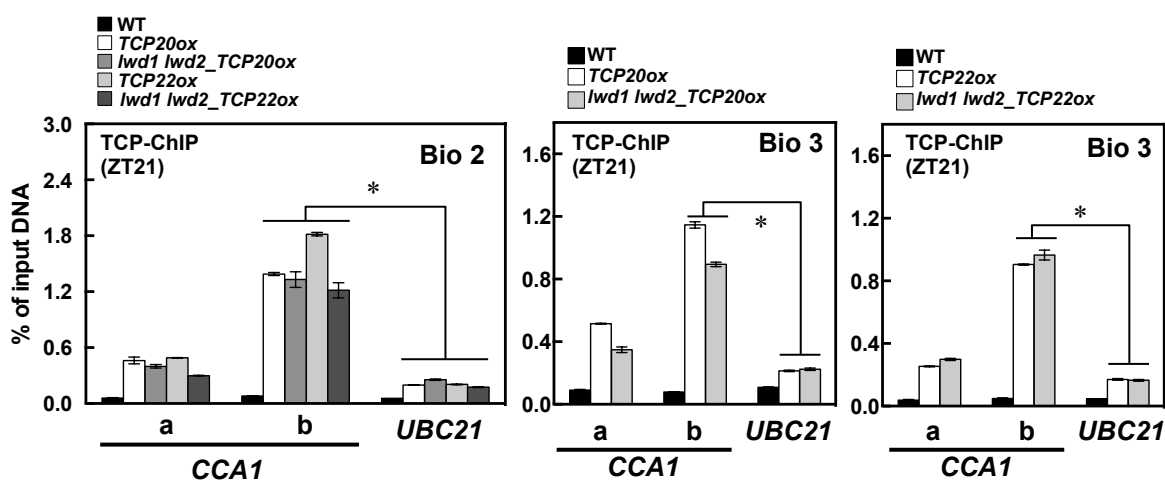 WT
TCP20ox
lwd1 lwd2_TCP20ox
TCP22ox
lwd1 lwd2_TCP22ox
% of input DNA
3.0
2.4
1.8
1.2
0.6
0.0
TCP-ChIP
(ZT21)
Bio 2
*
a
b
UBC21
CCA1
WT
TCP20ox
lwd1 lwd2_TCP20ox
1.6
1.2
0.8
0.4
0.0
TCP-ChIP
(ZT21)
Bio 3
*
a
b
UBC21
CCA1
WT
TCP22ox
lwd1 lwd2_TCP22ox
1.6
1.2
0.8
0.4
0.0
TCP-ChIP
(ZT21)
Bio 3
*
a
b
UBC21
CCA1